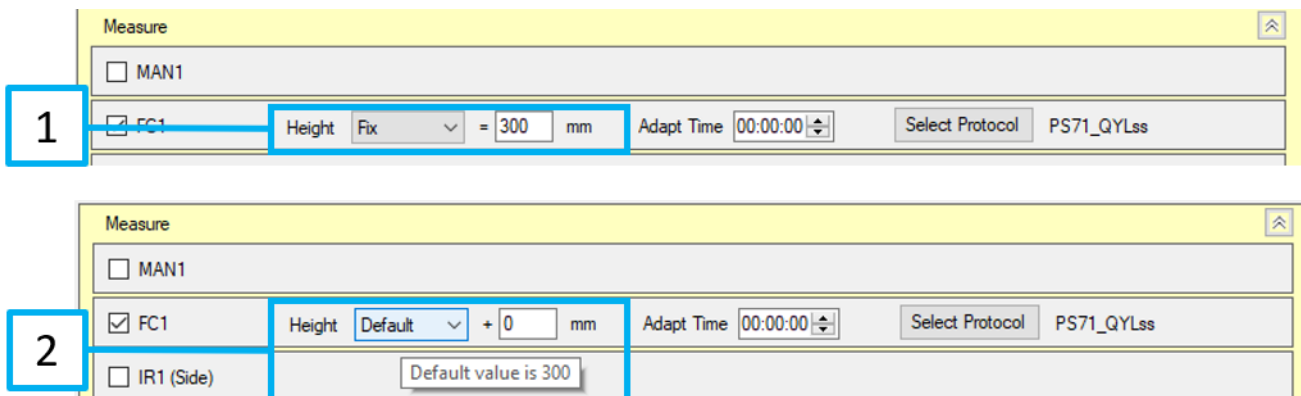 Measure
MAN1
1
FC1 Height Fix = 300 mm Adapt Time 00:00:00 Select Protocol PS71_QYLss
Measure
MAN1
FC1 Height Default + 0 mm Adapt Time 00:00:00 Select Protocol PS71_QYLss
2
IR1 (Side) Default value is 300